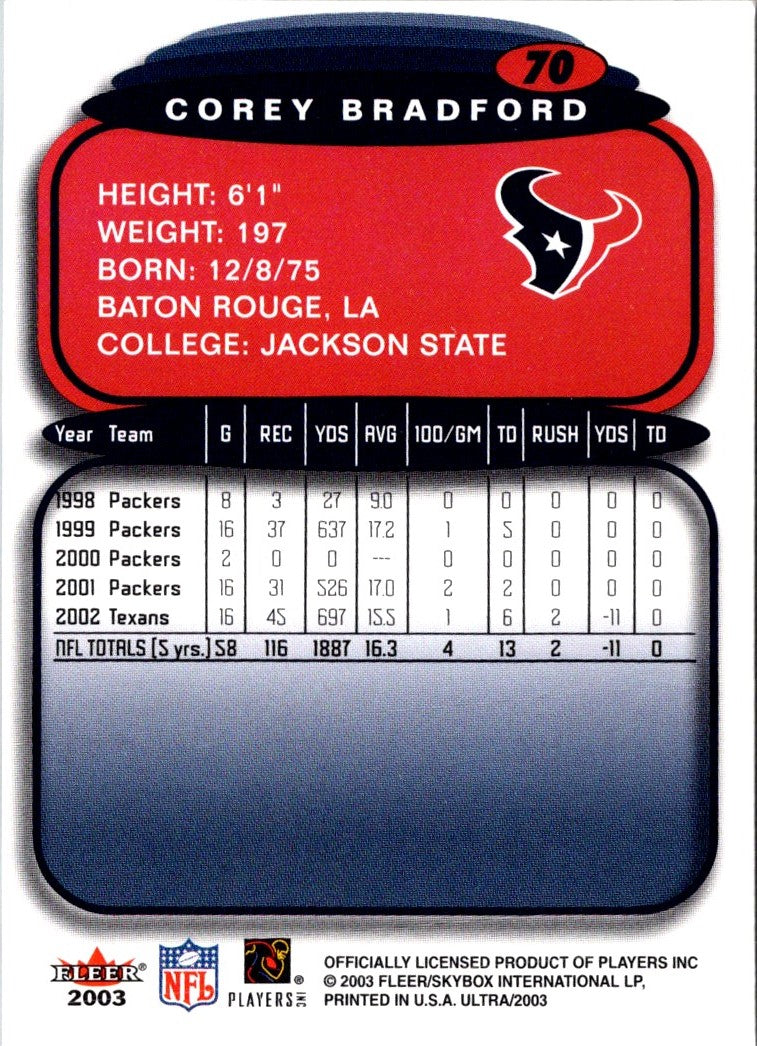 70
COREY BRADFORD
HEIGHT: 6'1"
WEIGHT: 197
BORN: 12/8/75
BATON ROUGE, LA
COLLEGE: JACKSON STATE
Year Team G REC YDS AVG 100/GM TD RUSH YDS TD
1998 Packers 8 3 27 9.0 0 0 0 0 0
1999 Packers 16 37 637 17.2 1 5 0 0 0
2000 Packers 2 0 0 --- 0 0 0 0 0
2001 Packers 16 31 526 17.0 2 2 0 0 0
2002 Texans 16 45 697 15.5 1 6 2 -11 0
NFL TOTALS (5 yrs.) 58 116 1887 16.3 4 13 2 -11 0
FLEER®
2003
NFL
PLAYERS INC ®
OFFICIALLY LICENSED PRODUCT OF PLAYERS INC
© 2003 FLEER/SKYBOX INTERNATIONAL LP,
PRINTED IN U.S.A. ULTRA/2003